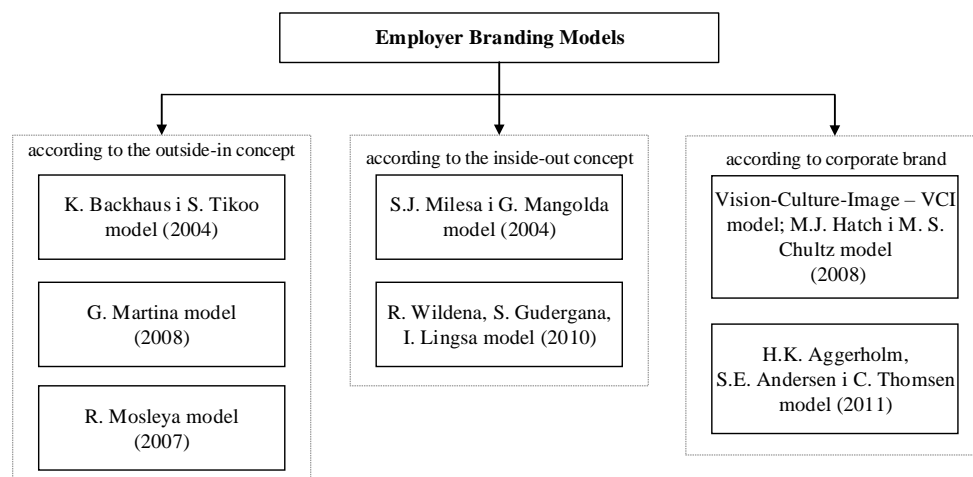 Employer Branding Models
according to the outside-in concept
K. Backhaus i S. Tikoo
model (2004)
G. Martina model
(2008)
R. Mosleya model
(2007)
according to the inside-out concept
S.J. Milesa i G. Mangolda
model (2004)
R. Wildena, S. Gudergana,
I. Lingsa model (2010)
according to corporate brand
Vision-Culture-Image – VCI
model; M.J. Hatch i M. S.
Chultz model
(2008)
H.K. Aggerholm,
S.E. Andersen i C. Thomsen
model (2011)